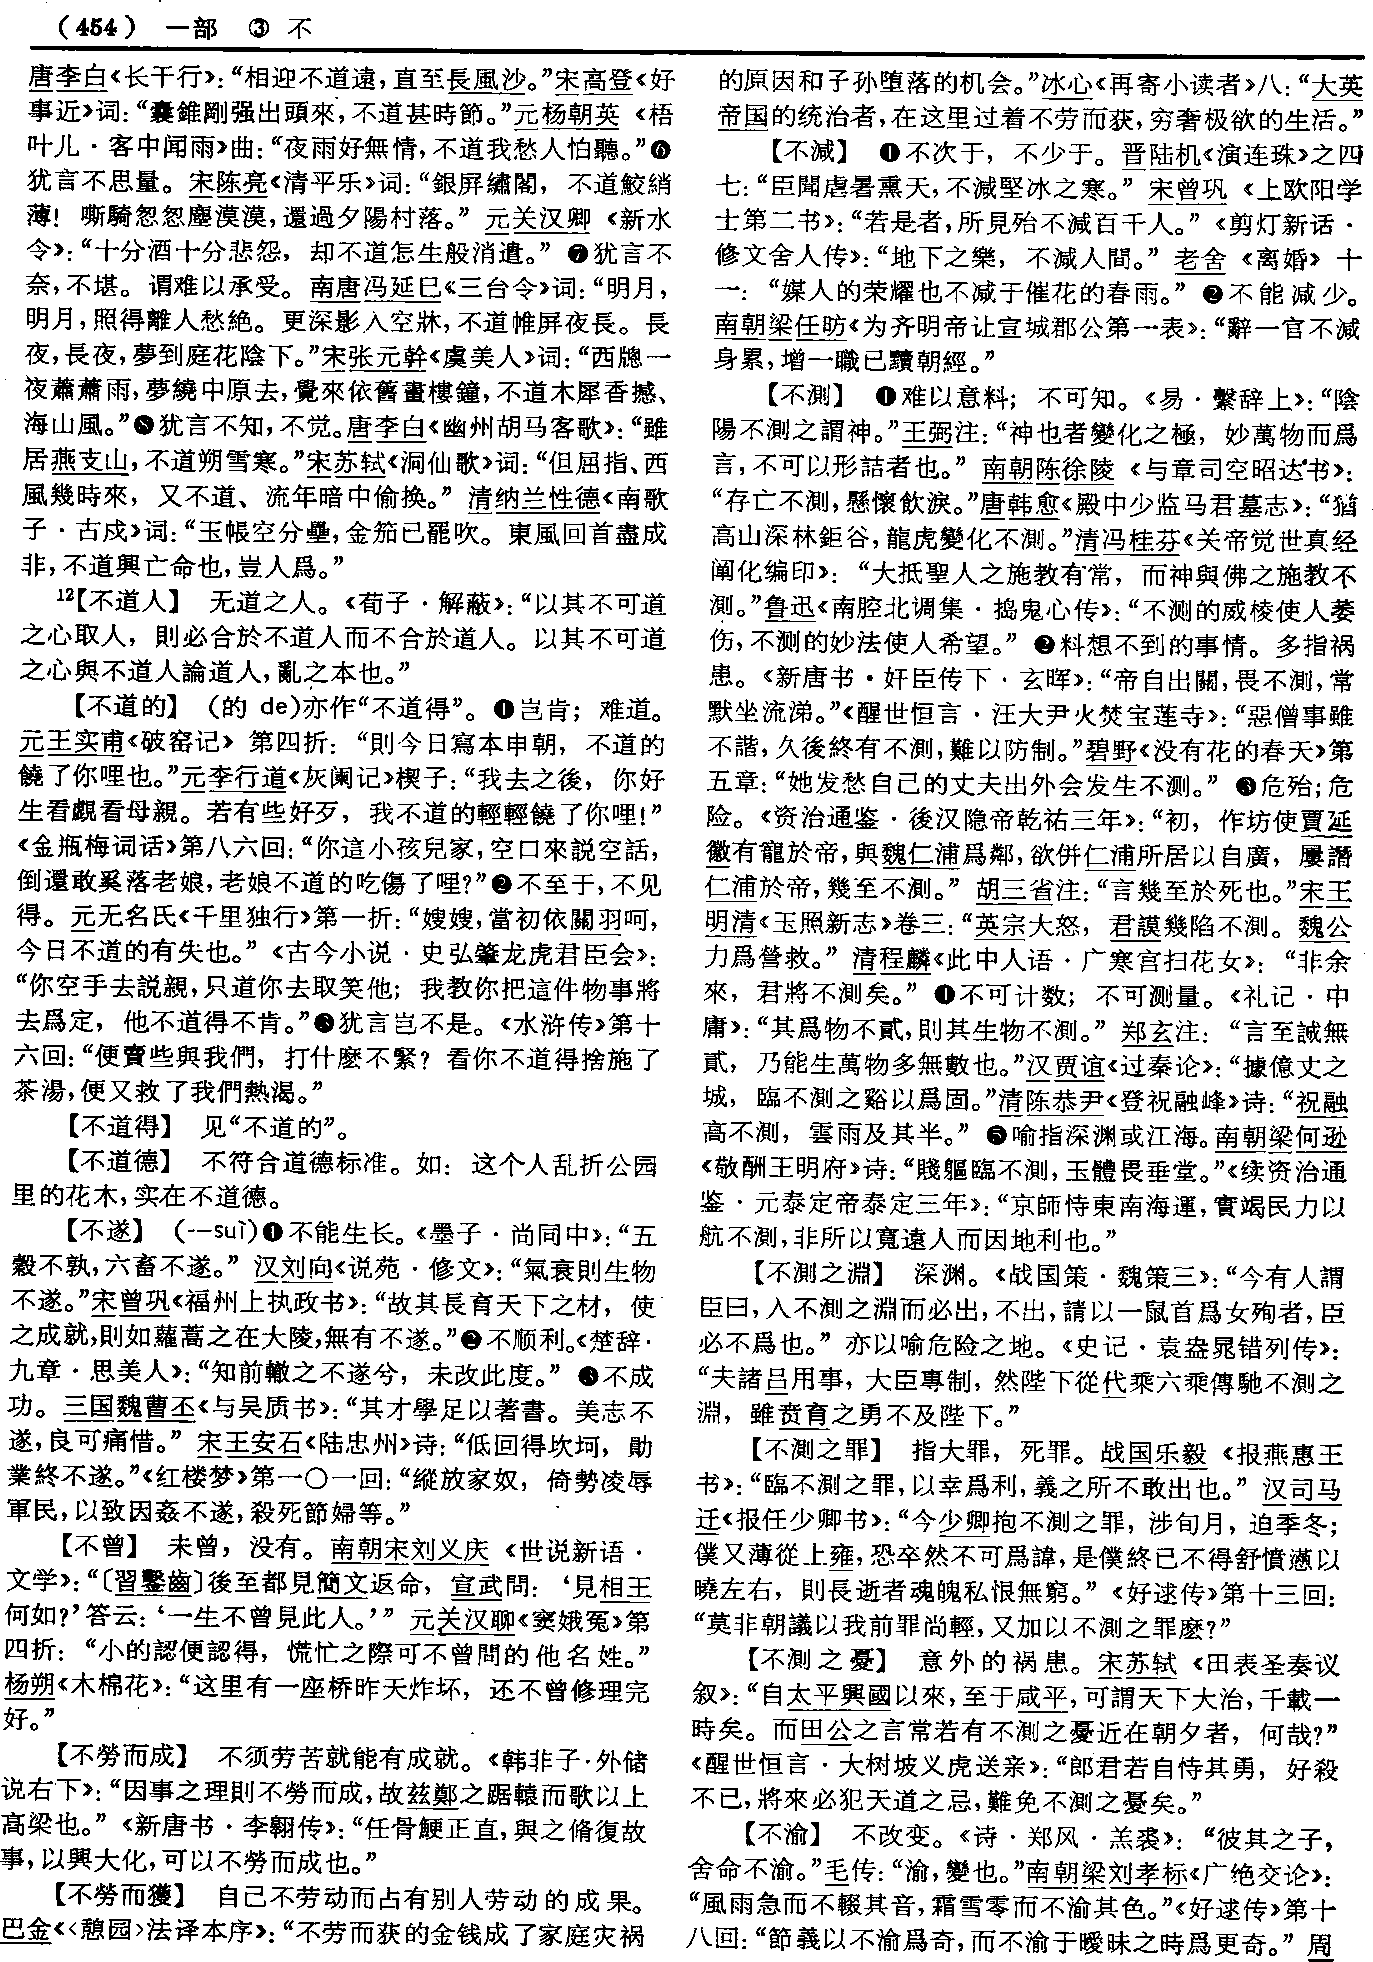 （454） 一部 ③ 不
唐李白《长干行》：“相迎不道遠，直至長風沙。”宋高登《好
事近》词：“囊錐剛强出頭來，不道甚時節。”元杨朝英《梧
叶儿·客中闻雨》曲：“夜雨好無情，不道我愁人怕聽。”❻
犹言不思量。宋陈亮《清平乐》词：“銀屏繡閣，不道鮫綃
薄！嘶騎怱怱塵漠漠，還過夕陽村落。”元关汉卿《新水
令》：“十分酒十分悲怨，却不道怎生般消遣。”❼犹言不
奈，不堪。谓难以承受。南唐冯延巳《三台令》词：“明月，
明月，照得離人愁絶。更深影入空牀，不道帷屏夜長。長
夜，長夜，夢到庭花陰下。”宋张元幹《虞美人》词：“西牕一
夜蕭蕭雨，夢繞中原去，覺來依舊畫樓鐘，不道木犀香撼、
海山風。”❽犹言不知，不觉。唐李白《幽州胡马客歌》：“雖
居燕支山，不道朔雪寒。”宋苏轼《洞仙歌》词：“但屈指、西
風幾時來，又不道、流年暗中偷换。”清纳兰性德《南歌
子·古戍》词：“玉帳空分壘，金笳已罷吹。東風回首盡成
非，不道興亡命也，豈人爲。”
12【不道人】 无道之人。《荀子·解蔽》：“以其不可道
之心取人，則必合於不道人而不合於道人。以其不可道
之心與不道人論道人，亂之本也。”
【不道的】 （的 de）亦作“不道得”。❶岂肯；难道。
元王实甫《破窑记》第四折：“則今日寫本申朝，不道的
饒了你哩也。”元李行道《灰阑记》楔子：“我去之後，你好
生看觑看母親。若有些好歹，我不道的輕輕饒了你哩！”
《金瓶梅词话》第八六回：“你這小孩兒家，空口來説空話，
倒還敢奚落老娘，老娘不道的吃傷了哩？”❷不至于，不见
得。元无名氏《千里独行》第一折：“嫂嫂，當初依關羽呵，
今日不道的有失也。”《古今小说·史弘肇龙虎君臣会》：
“你空手去説親，只道你去取笑他；我教你把這件物事將
去爲定，他不道得不肯。”❸犹言岂不是。《水浒传》第十
六回：“便賣些與我們，打什麽不緊？看你不道得捨施了
茶湯，便又救了我們熱渴。”
【不道得】 见“不道的”。
【不道德】 不符合道德标准。如：这个人乱折公园
里的花木，实在不道德。
【不遂】 （—suì）❶不能生长。《墨子·尚同中》：“五
穀不孰，六畜不遂。”汉刘向《说苑·修文》：“氣衰則生物
不遂。”宋曾巩《福州上执政书》：“故其長育天下之材，使
之成就，則如蘿蒿之在大陵，無有不遂。”❷不顺利。《楚辞·
九章·思美人》：“知前轍之不遂兮，未改此度。”❸不成
功。三国魏曹丕《与吴质书》：“其才學足以著書。美志不
遂，良可痛惜。”宋王安石《陆忠州》诗：“低回得坎坷，勛
業終不遂。”《红楼梦》第一〇一回：“縱放家奴，倚勢凌辱
軍民，以致因姦不遂，殺死節婦等。”
【不曾】 未曾，没有。南朝宋刘义庆《世说新语·
文学》：“〔習鑿齒〕後至都見簡文返命，宣武問：‘見相王
何如？’答云：‘一生不曾見此人。’”元关汉聊《窦娥冤》第
四折：“小的認便認得，慌忙之際可不曾問的他名姓。”
杨朔《木棉花》：“这里有一座桥昨天炸坏，还不曾修理完
好。”
【不勞而成】 不须劳苦就能有成就。《韩非子·外储
说右下》：“因事之理則不勞而成，故兹鄭之踞轅而歌以上
高梁也。”《新唐书·李翱传》：“任骨鯁正直，與之脩復故
事，以興大化，可以不勞而成也。”
【不勞而獲】 自己不劳动而占有别人劳动的成果。
巴金《〈憩园〉法译本序》：“不劳而获的金钱成了家庭灾祸
的原因和子孙堕落的机会。”冰心《再寄小读者》八：“大英
帝国的统治者，在这里过着不劳而获，穷奢极欲的生活。”
【不減】 ❶不次于，不少于。晋陆机《演连珠》之四
七：“臣聞虐暑熏天，不減堅冰之寒。”宋曾巩《上欧阳学
士第二书》：“若是者，所見殆不減百千人。”《剪灯新话·
修文舍人传》：“地下之樂，不減人間。”老舍《离婚》十
一：“媒人的荣耀也不减于催花的春雨。”❷不能减少。
南朝梁任昉《为齐明帝让宣城郡公第一表》：“辭一官不減
身累，增一職已黷朝經。”
【不測】 ❶难以意料；不可知。《易·繫辞上》：“陰
陽不測之謂神。”王弼注：“神也者變化之極，妙萬物而爲
言，不可以形詰者也。”南朝陈徐陵《与章司空昭达书》：
“存亡不測，懸懷飲淚。”唐韩愈《殿中少监马君墓志》：“猶
高山深林鉅谷，龍虎變化不測。”清冯桂芬《关帝觉世真经
阐化编印》：“大抵聖人之施教有常，而神與佛之施教不
測。”鲁迅《南腔北调集·捣鬼心传》：“不测的威棱使人萎
伤，不测的妙法使人希望。”❷料想不到的事情。多指祸
患。《新唐书·奸臣传下·玄晖》：“帝自出關，畏不測，常
默坐流涕。”《醒世恒言·汪大尹火焚宝莲寺》：“惡僧事雖
不諧，久後終有不測，難以防制。”碧野《没有花的春天》第
五章：“她发愁自己的丈夫出外会发生不测。”❸危殆；危
险。《资治通鉴·後汉隐帝乾祐三年》：“初，作坊使賈延
徽有寵於帝，與魏仁浦爲鄰，欲併仁浦所居以自廣，屢譖
仁浦於帝，幾至不測。”胡三省注：“言幾至於死也。”宋王
明清《玉照新志》卷三：“英宗大怒，君謨幾陷不測。魏公
力爲營救。”清程麟《此中人语·广寒宫扫花女》：“非余
來，君將不測矣。”❹不可计数；不可测量。《礼记·中
庸》：“其爲物不貳，則其生物不測。”郑玄注：“言至誠無
貳，乃能生萬物多無數也。”汉贾谊《过秦论》：“據億丈之
城，臨不測之谿以爲固。”清陈恭尹《登祝融峰》诗：“祝融
高不測，雲雨及其半。”❺喻指深渊或江海。南朝梁何逊
《敬酬王明府》诗：“賤軀臨不測，玉體畏垂堂。”《续资治通
鉴·元泰定帝泰定三年》：“京師恃東南海運，實竭民力以
航不測，非所以寬遠人而因地利也。”
【不測之淵】 深渊。《战国策·魏策三》：“今有人謂
臣曰，入不測之淵而必出，不出，請以一鼠首爲女殉者，臣
必不爲也。”亦以喻危险之地。《史记·袁盎晁错列传》：
“夫諸吕用事，大臣專制，然陛下從代乘六乘傳馳不測之
淵，雖贲育之勇不及陛下。”
【不測之罪】 指大罪，死罪。战国乐毅《报燕惠王
书》：“臨不測之罪，以幸爲利，義之所不敢出也。”汉司马
迁《报任少卿书》：“今少卿抱不測之罪，涉旬月，迫季冬；
僕又薄從上雍，恐卒然不可爲諱，是僕終已不得舒憤懣以
曉左右，則長逝者魂魄私恨無窮。”《好逑传》第十三回：
“莫非朝議以我前罪尚輕，又加以不測之罪麽？”
【不測之憂】 意外的祸患。宋苏轼《田表圣奏议
叙》：“自太平興國以來，至于咸平，可謂天下大治，千載一
時矣。而田公之言常若有不測之憂近在朝夕者，何哉？”
《醒世恒言·大树坡义虎送亲》：“郎君若自恃其勇，好殺
不已，將來必犯天道之忌，難免不測之憂矣。”
【不渝】 不改变。《诗·郑风·羔裘》：“彼其之子，
舍命不渝。”毛传：“渝，變也。”南朝梁刘孝标《广绝交论》：
“風雨急而不輟其音，霜雪零而不渝其色。”《好逑传》第十
八回：“節義以不渝爲奇，而不渝于曖昧之時爲更奇。”周